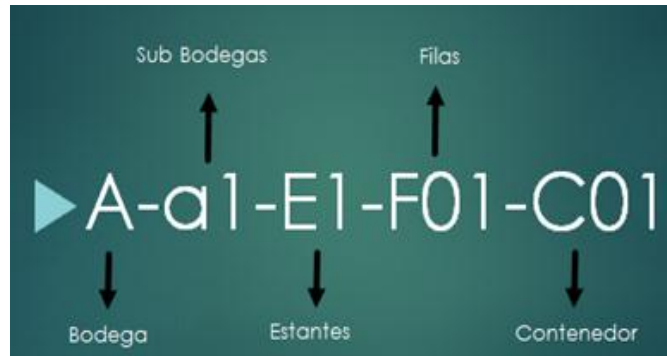 Sub Bodegas
Filas
A-a1-E1-F01-C01
Bodega
Estantes
Contenedor